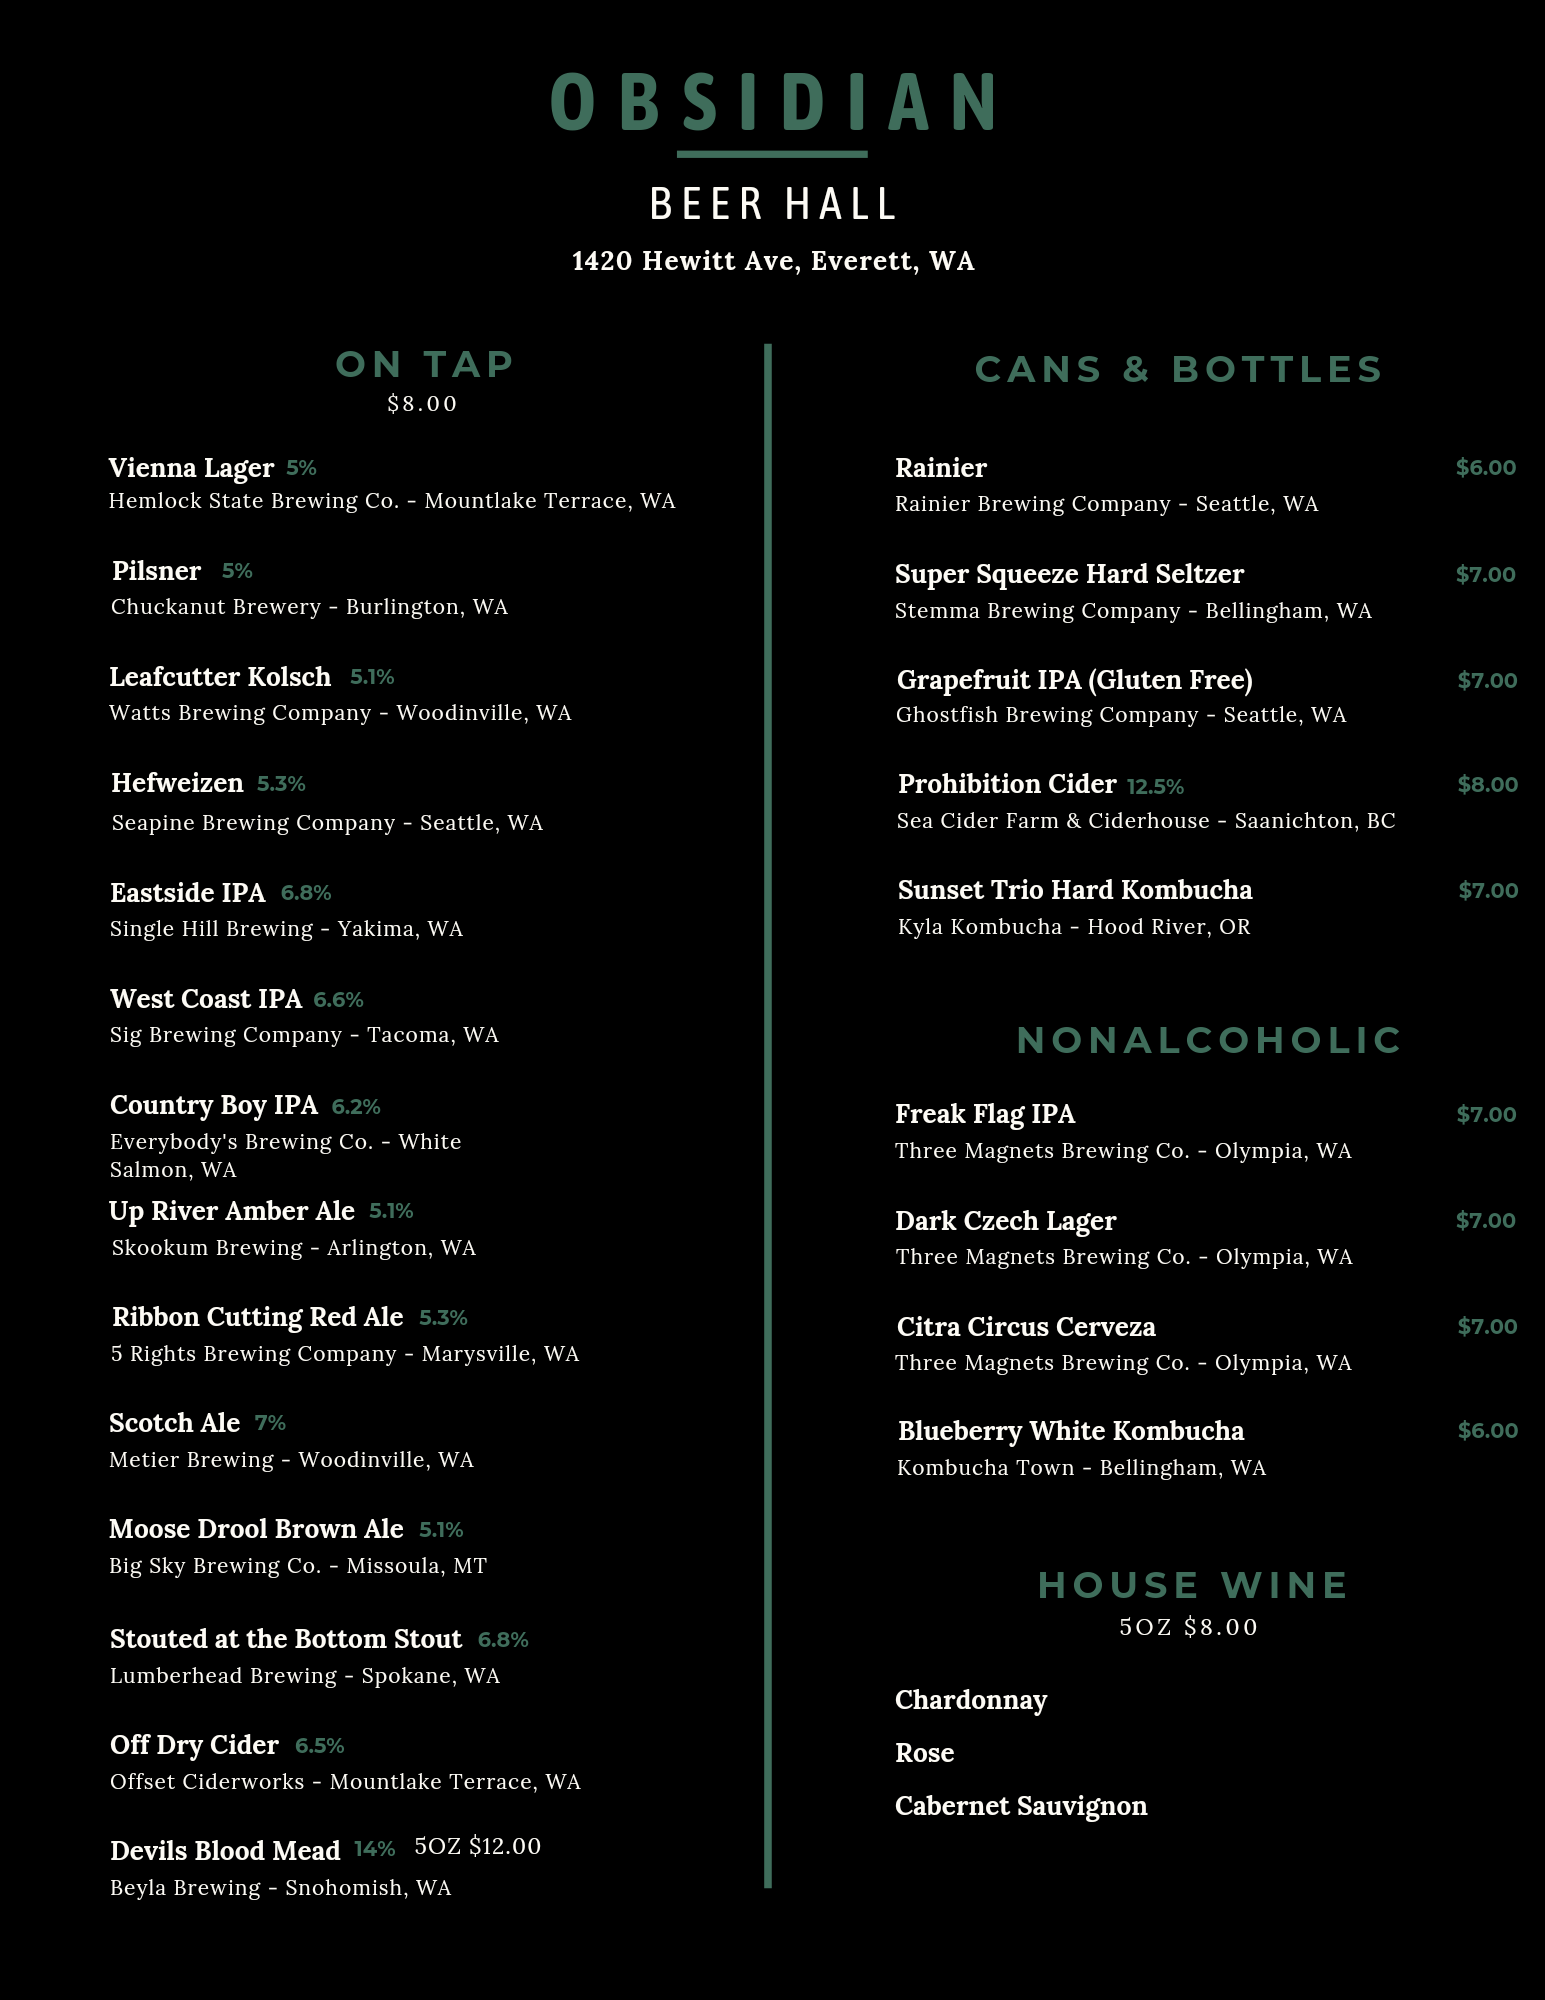 OBSIDIAN
BEER HALL
1420 Hewitt Ave, Everett, WA
ON TAP
$8.00
Vienna Lager 5%
Hemlock State Brewing Co. - Mountlake Terrace, WA
Pilsner 5%
Chuckanut Brewery - Burlington, WA
Leafcutter Kolsch 5.1%
Watts Brewing Company - Woodinville, WA
Hefweizen 5.3%
Seapine Brewing Company - Seattle, WA
Eastside IPA 6.8%
Single Hill Brewing - Yakima, WA
West Coast IPA 6.6%
Sig Brewing Company - Tacoma, WA
Country Boy IPA 6.2%
Everybody's Brewing Co. - White
Salmon, WA
Up River Amber Ale 5.1%
Skookum Brewing - Arlington, WA
Ribbon Cutting Red Ale 5.3%
5 Rights Brewing Company - Marysville, WA
Scotch Ale 7%
Metier Brewing - Woodinville, WA
Moose Drool Brown Ale 5.1%
Big Sky Brewing Co. - Missoula, MT
Stouted at the Bottom Stout 6.8%
Lumberhead Brewing - Spokane, WA
Off Dry Cider 6.5%
Offset Ciderworks - Mountlake Terrace, WA
Devils Blood Mead 14% 5OZ $12.00
Beyla Brewing - Snohomish, WA
CANS & BOTTLES
Rainier $6.00
Rainier Brewing Company - Seattle, WA
Super Squeeze Hard Seltzer $7.00
Stemma Brewing Company - Bellingham, WA
Grapefruit IPA (Gluten Free) $7.00
Ghostfish Brewing Company - Seattle, WA
Prohibition Cider 12.5% $8.00
Sea Cider Farm & Ciderhouse - Saanichton, BC
Sunset Trio Hard Kombucha $7.00
Kyla Kombucha - Hood River, OR
NONALCOHOLIC
Freak Flag IPA $7.00
Three Magnets Brewing Co. - Olympia, WA
Dark Czech Lager $7.00
Three Magnets Brewing Co. - Olympia, WA
Citra Circus Cerveza $7.00
Three Magnets Brewing Co. - Olympia, WA
Blueberry White Kombucha $6.00
Kombucha Town - Bellingham, WA
HOUSE WINE
5OZ $8.00
Chardonnay
Rose
Cabernet Sauvignon